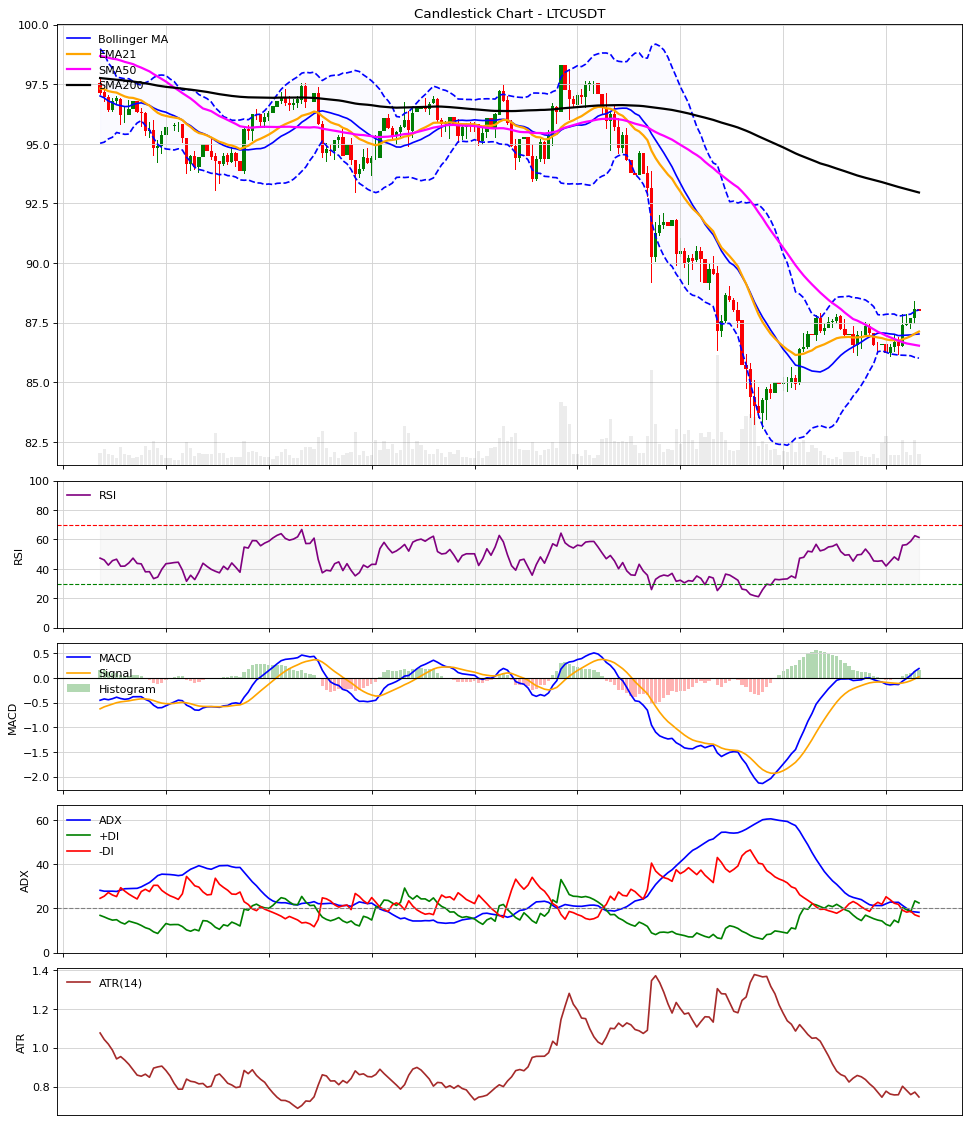 Candlestick Chart - LTCUSDT
100.0
97.5
95.0
92.5
90.0
87.5
85.0
82.5
Bollinger MA
EMA21
SMA50
SMA200
100
80
60
40
20
0
RSI
RSI
0.5
0.0
−0.5
−1.0
−1.5
−2.0
MACD
MACD
Signal
Histogram
60
40
20
0
ADX
ADX
+DI
-DI
1.4
1.2
1.0
0.8
ATR
ATR(14)